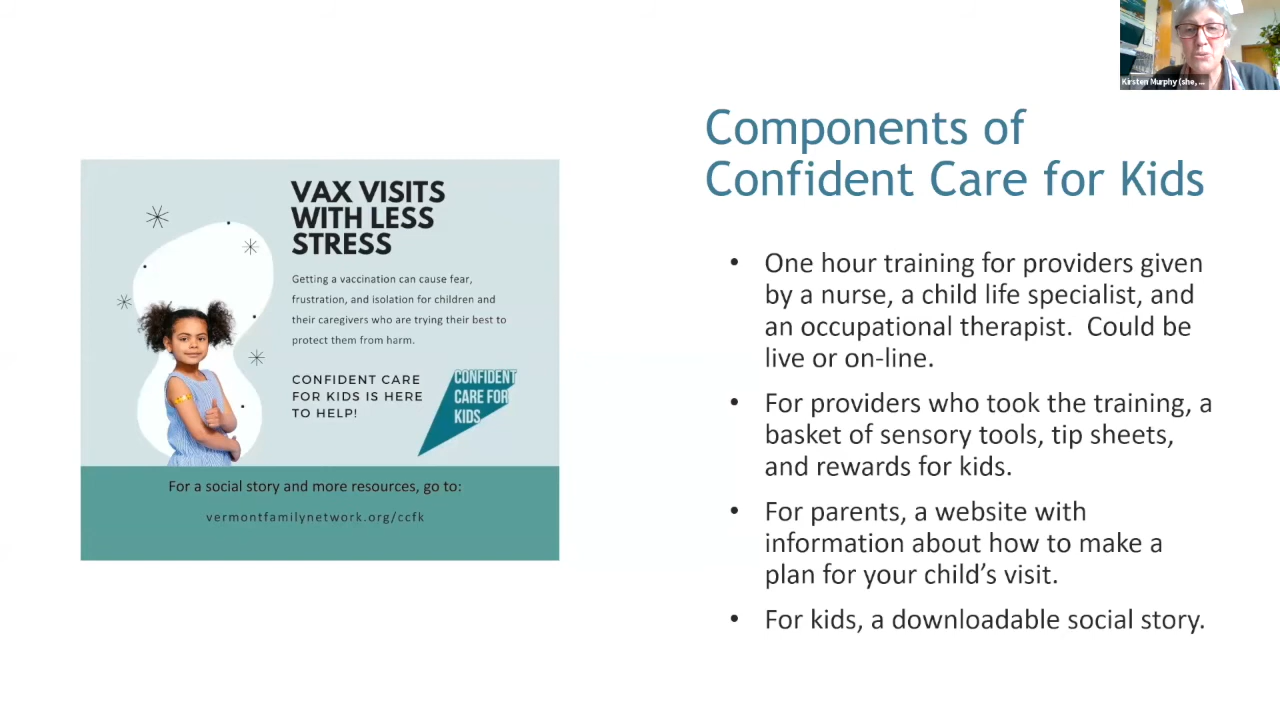 Kirsten Murphy (she, ...
Components of
Confident Care for Kids
VAX VISITS
WITH LESS
STRESS
Getting a vaccination can cause fear,
frustration, and isolation for children and
their caregivers who are trying their best to
protect them from harm.
CONFIDENT CARE
FOR KIDS IS HERE
TO HELP!
CONFIDENT
CARE FOR
KIDS
For a social story and more resources, go to:
vermontfamilynetwork.org/ccfk
• One hour training for providers given
by a nurse, a child life specialist, and
an occupational therapist.  Could be
live or on-line.
• For providers who took the training, a
basket of sensory tools, tip sheets,
and rewards for kids.
• For parents, a website with
information about how to make a
plan for your child’s visit.
• For kids, a downloadable social story.